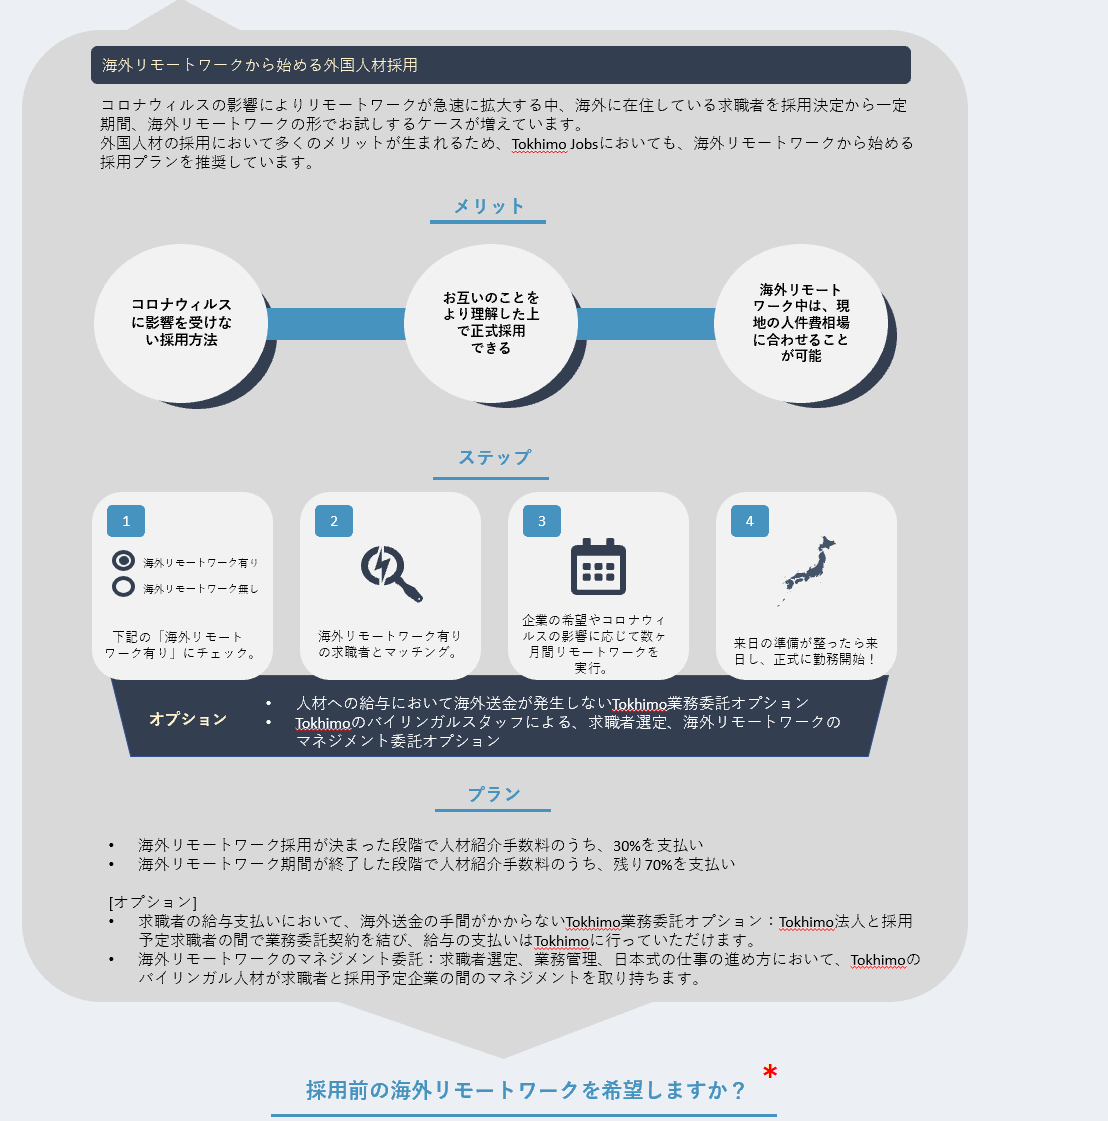 海外リモートワークから始める外国人材採用
コロナウィルスの影響によりリモートワークが急速に拡大する中、海外に在住している求職者を採用決定から一定
期間、海外リモートワークの形でお試しするケースが増えています。
外国人材の採用において多くのメリットが生まれるため、Tokhimo Jobsにおいても、海外リモートワークから始める
採用プランを推奨しています。
メリット
コロナウィルス
に影響を受けな
い採用方法
お互いのことを
より理解した上
で正式採用
できる
海外リモート
ワーク中は、現
地の人件費相場
に合わせること
が可能
ステップ
1
海外リモートワーク有り
海外リモートワーク無し
下記の「海外リモート
ワーク有り」にチェック。
2
海外リモートワーク有り
の求職者とマッチング。
3
企業の希望やコロナウィ
ルスの影響に応じて数ヶ
月間リモートワークを
実行。
4
来日の準備が整ったら来
日し、正式に勤務開始！
オプション
• 人材への給与において海外送金が発生しないTokhimo業務委託オプション
• Tokhimoのバイリンガルスタッフによる、求職者選定、海外リモートワークの
マネジメント委託オプション
プラン
• 海外リモートワーク採用が決まった段階で人材紹介手数料のうち、30%を支払い
• 海外リモートワーク期間が終了した段階で人材紹介手数料のうち、残り70%を支払い
[オプション]
• 求職者の給与支払いにおいて、海外送金の手間がかからないTokhimo業務委託オプション：Tokhimo法人と採用
予定求職者の間で業務委託契約を結び、給与の支払いはTokhimoに行っていただけます。
• 海外リモートワークのマネジメント委託：求職者選定、業務管理、日本式の仕事の進め方において、Tokhimoの
バイリンガル人材が求職者と採用予定企業の間のマネジメントを取り持ちます。
採用前の海外リモートワークを希望しますか？ *